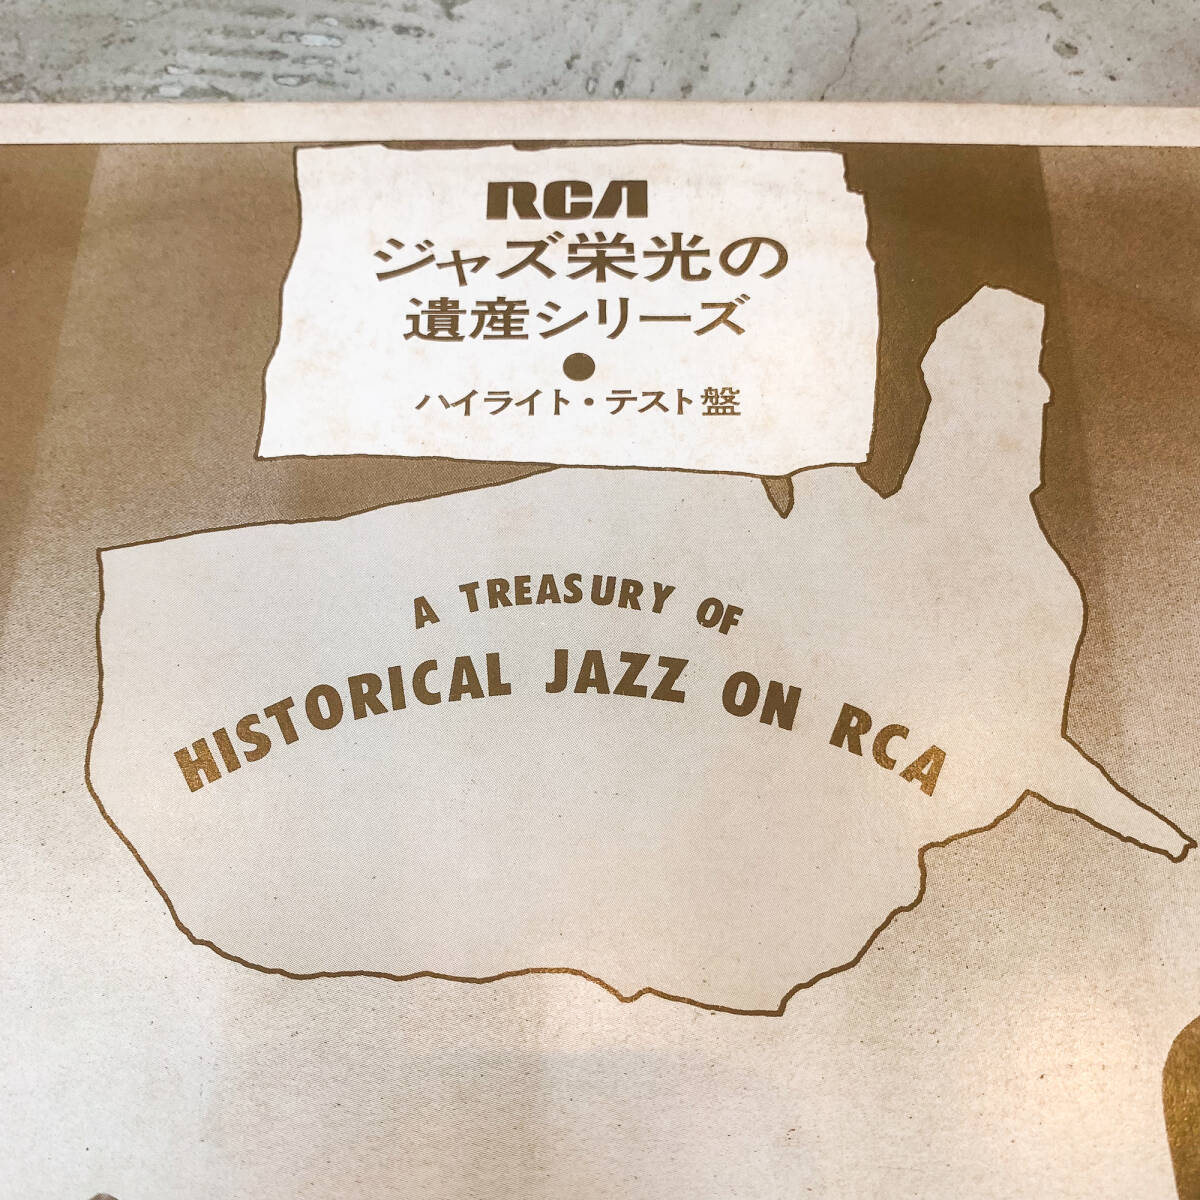 RCA
ジャズ栄光の
遺産シリーズ
●
ハイライト・テスト盤
A TREASURY OF
HISTORICAL JAZZ ON RCA